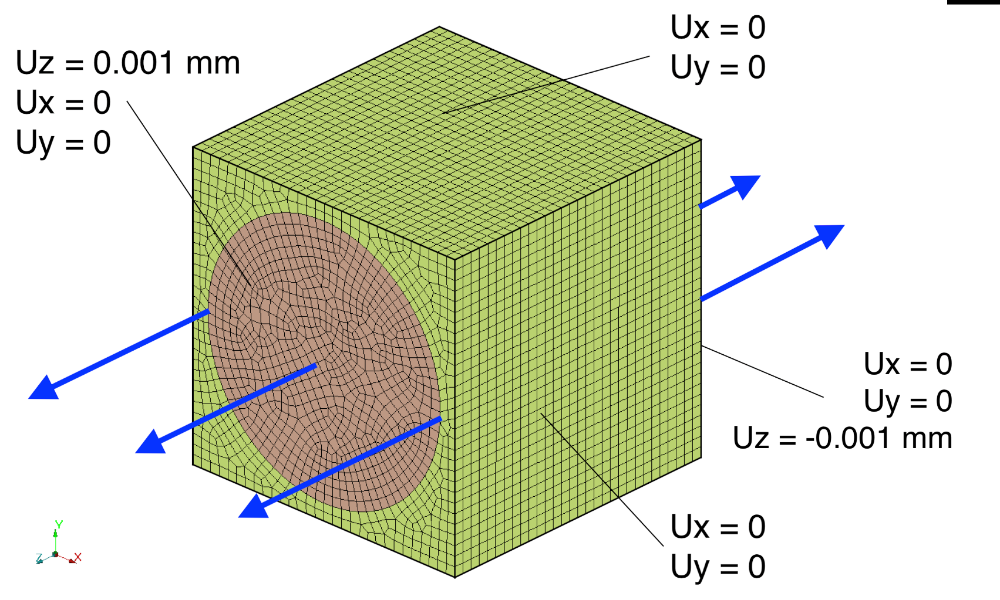 Uz = 0.001 mm
Ux = 0
Uy = 0
Ux = 0
Uy = 0
Ux = 0
Uy = 0
Uz = -0.001 mm
Ux = 0
Uy = 0
Y
Z
X